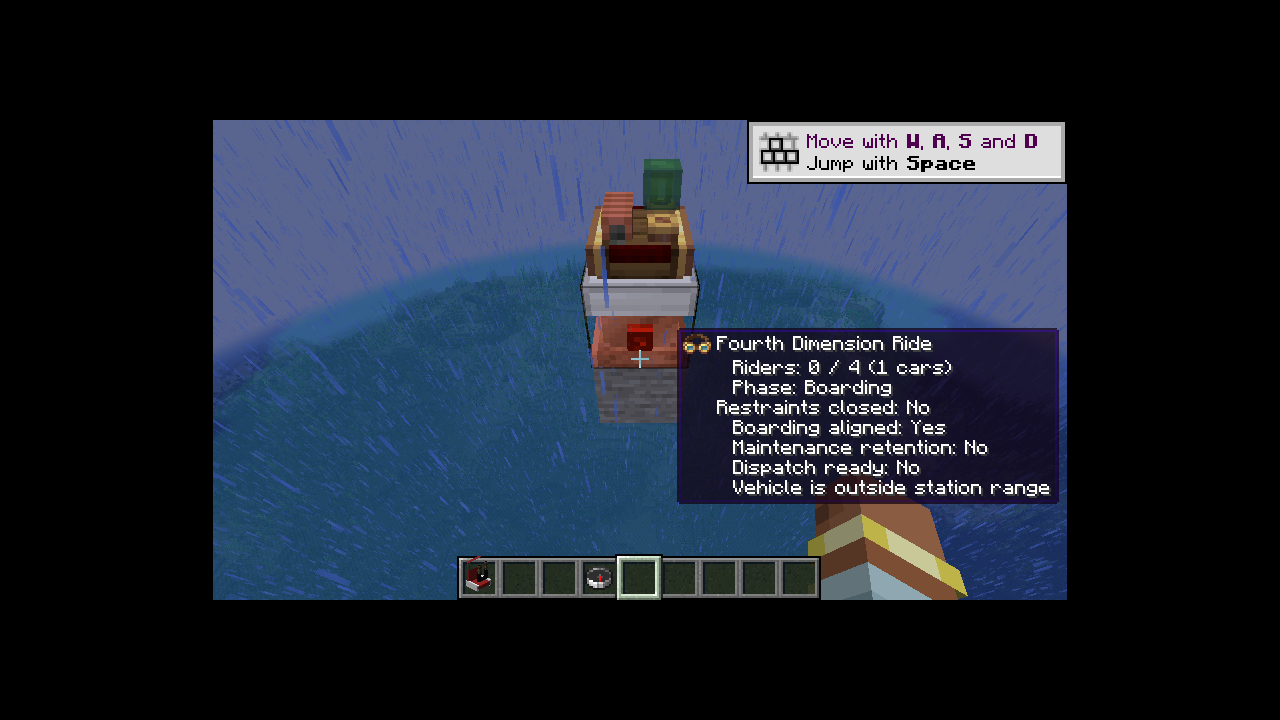 Move with W, A, S and D
Jump with Space
Fourth Dimension Ride
Riders: 0 / 4 (1 cars)
Phase: Boarding
Restraints closed: No
Boarding aligned: Yes
Maintenance retention: No
Dispatch ready: No
Vehicle is outside station range